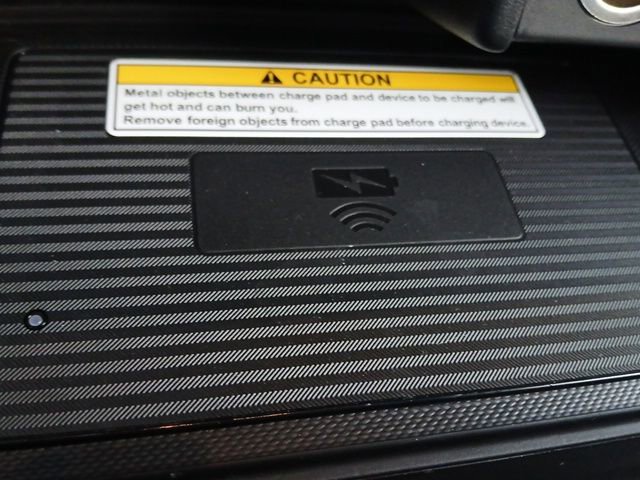 CAUTION
Metal objects between charge pad and device to be charged will
get hot and can burn you.
Remove foreign objects from charge pad before charging device.